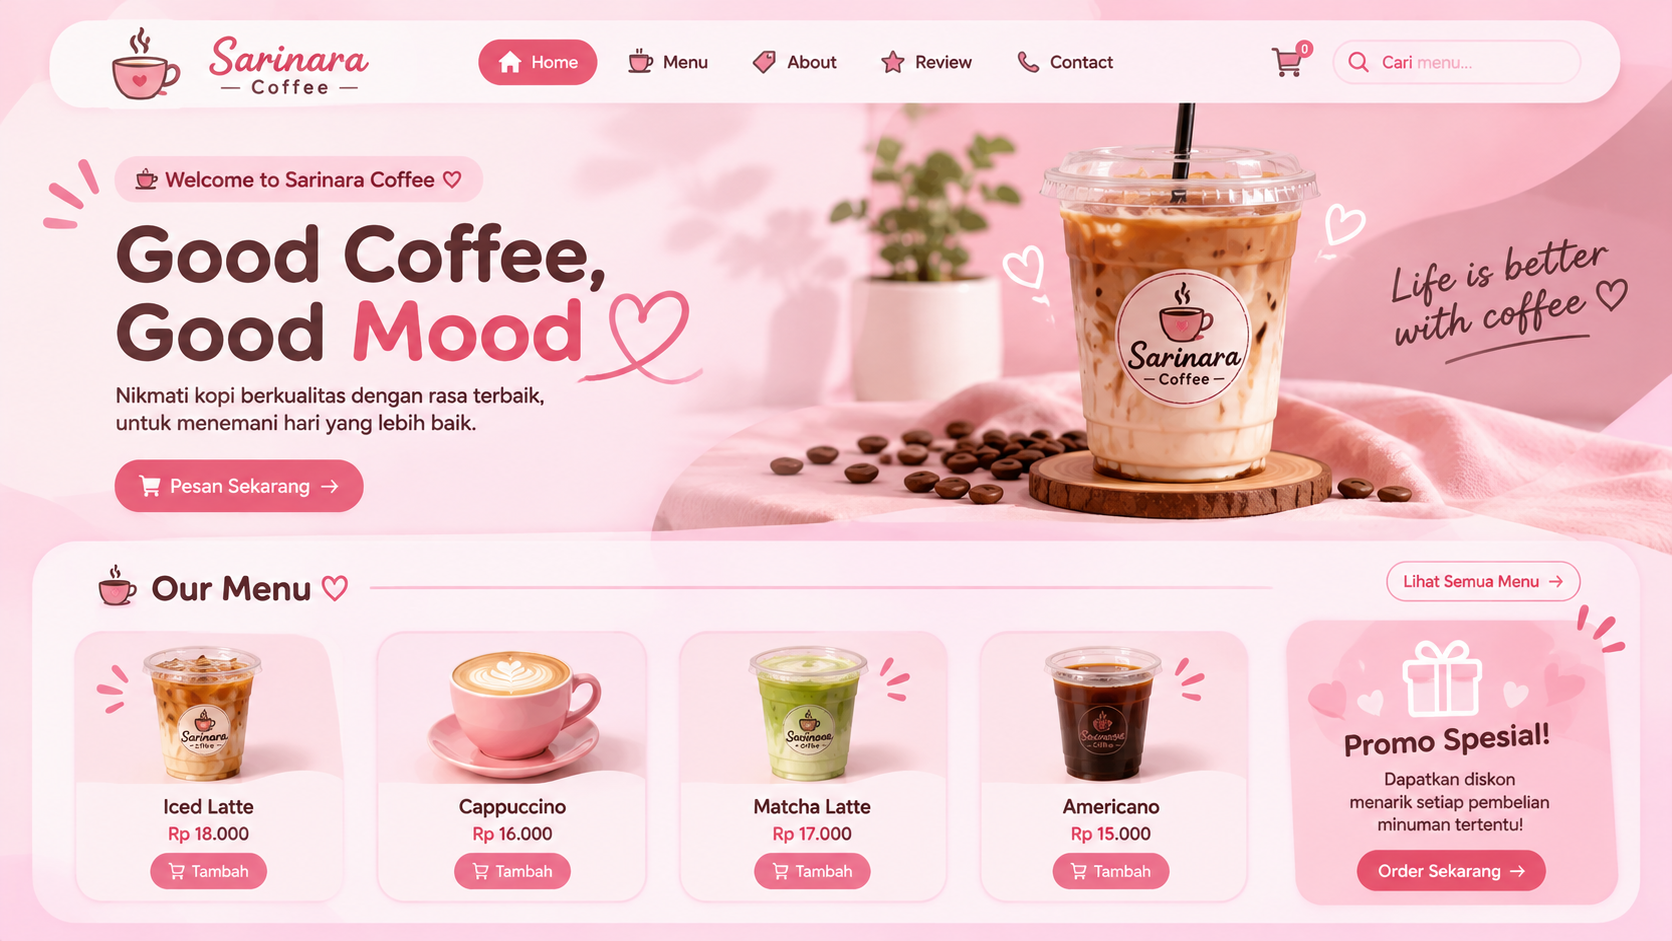 Sarinara
Coffee
Home
Menu
About
Review
Contact
0
Cari menu...
Welcome to Sarinara Coffee
Good Coffee,
Good Mood
Nikmati kopi berkualitas dengan rasa terbaik,
untuk menemani hari yang lebih baik.
Pesan Sekarang →
Sarinara
Coffee
Life is better
with coffee
Our Menu
Lihat Semua Menu →
Sarinara
Iced Latte
Rp 18.000
Tambah
Cappuccino
Rp 16.000
Tambah
Matcha Latte
Rp 17.000
Tambah
Americano
Rp 15.000
Tambah
Promo Spesial!
Dapatkan diskon
menarik setiap pembelian
minuman tertentu!
Order Sekarang →